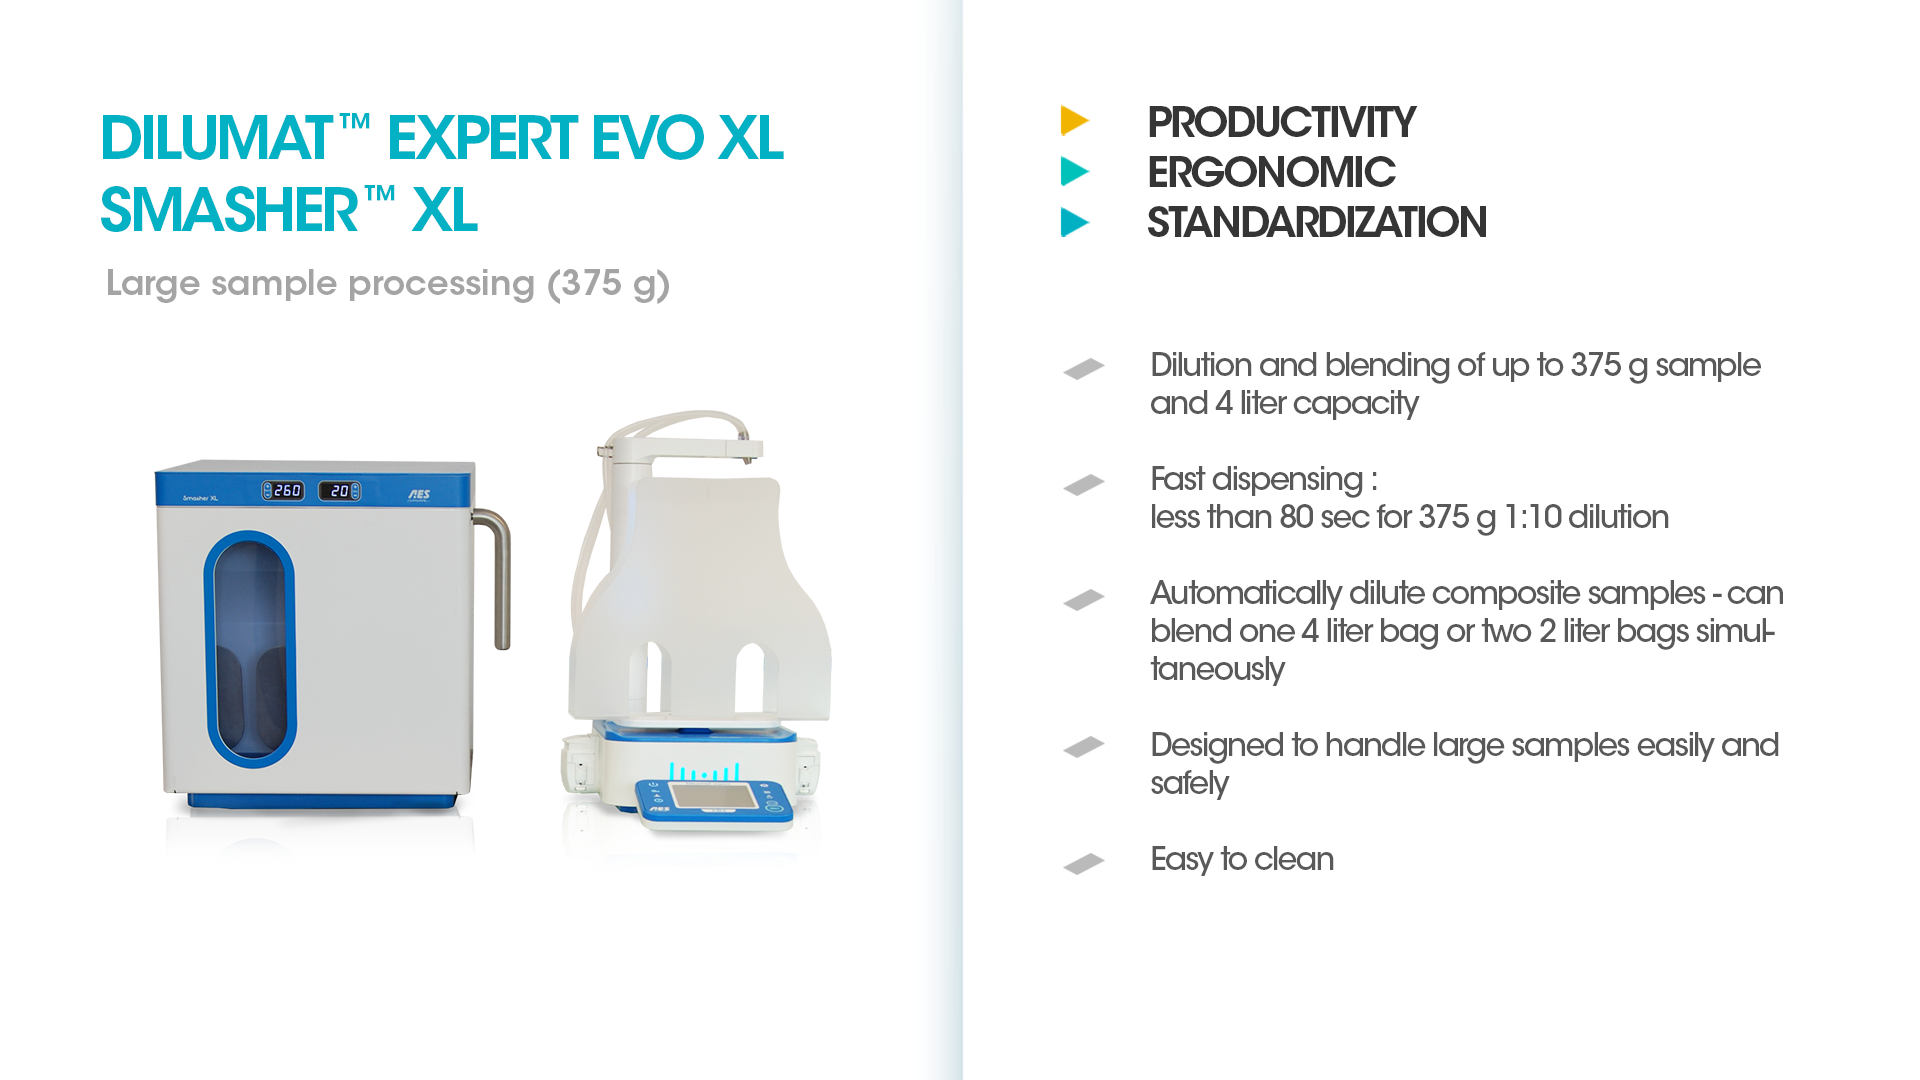 DILUMAT™ EXPERT EVO XL
SMASHER™ XL
Large sample processing (375 g)
Smasher XL
260
20
AES
AES
PRODUCTIVITY
ERGONOMIC
STANDARDIZATION
Dilution and blending of up to 375 g sample
and 4 liter capacity
Fast dispensing :
less than 80 sec for 375 g 1:10 dilution
Automatically dilute composite samples - can
blend one 4 liter bag or two 2 liter bags simul-
taneously
Designed to handle large samples easily and
safely
Easy to clean